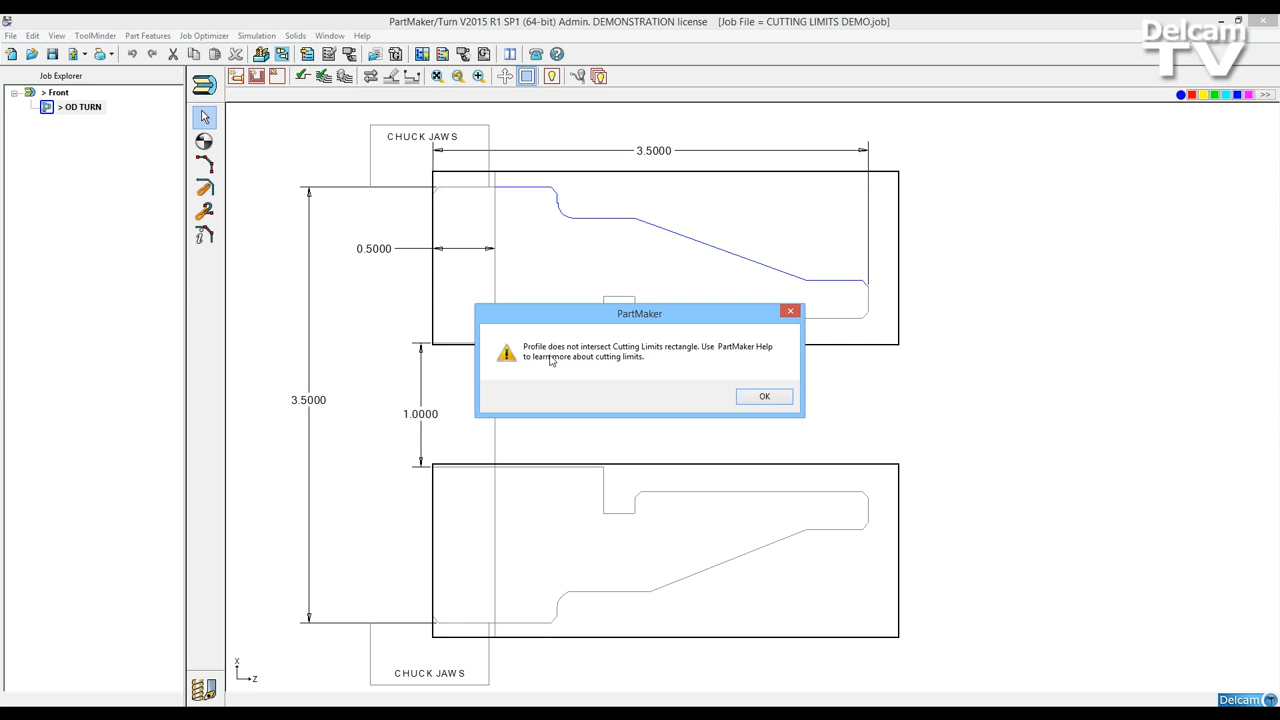 PartMaker/Turn V2015 R1 SP1 (64-bit) Admin. DEMONSTRATION license    [Job File = CUTTING LIMITS DEMO.job]
Delcam
TV
File Edit View ToolMinder Part Features Job Optimizer Simulation Solids Window Help
Job Explorer
> Front
> OD TURN
>>
CHUCK JAWS
3.5000
0.5000
PartMaker
Profile does not intersect Cutting Limits rectangle. Use  PartMaker Help
to learn more about cutting limits.
OK
3.5000
1.0000
X
Z
CHUCK JAWS
Delcam